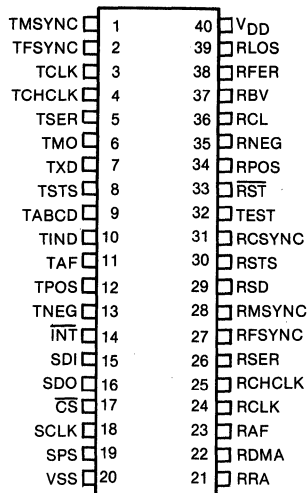 TMSYNC 1 40 VDD
TFSYNC 2 39 RLOS
TCLK 3 38 RFER
TCHCLK 4 37 RBV
TSER 5 36 RCL
TMO 6 35 RNEG
TXD 7 34 RPOS
TSTS 8 33 RST
TABCD 9 32 TEST
TIND 10 31 RCSYNC
TAF 11 30 RSTS
TPOS 12 29 RSD
TNEG 13 28 RMSYNC
INT 14 27 RFSYNC
SDI 15 26 RSER
SDO 16 25 RCHCLK
CS 17 24 RCLK
SCLK 18 23 RAF
SPS 19 22 RDMA
VSS 20 21 RRA